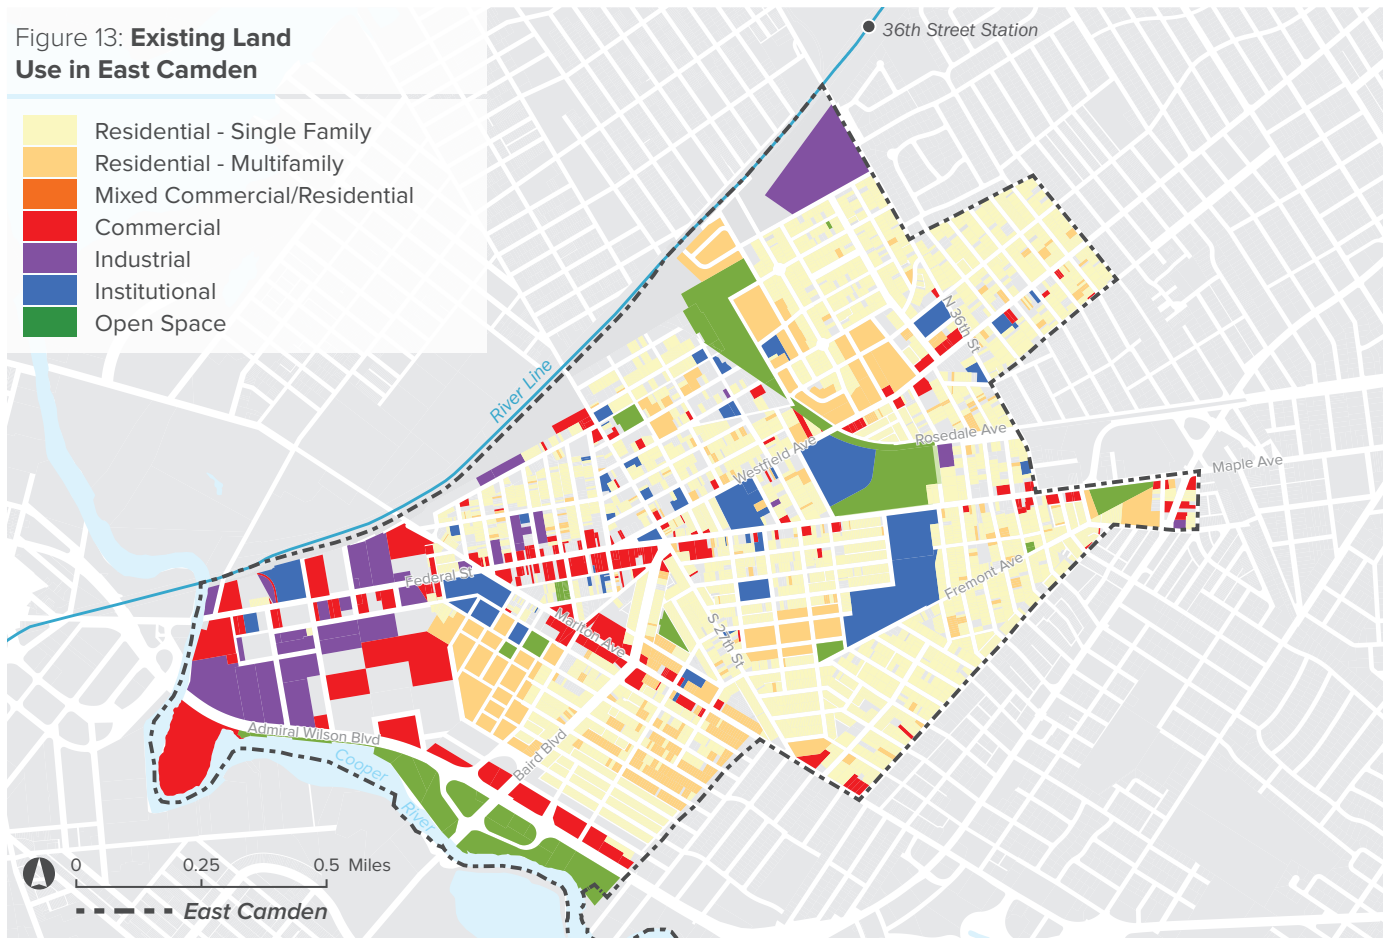 Figure 13: Existing Land
Use in East Camden
Residential - Single Family
Residential - Multifamily
Mixed Commercial/Residential
Commercial
Industrial
Institutional
Open Space
36th Street Station
River Line
N 36th St
Rosedale Ave
Westfield Ave
Maple Ave
Federal St
Fremont Ave
Marlton Ave
S 27th St
Admiral Wilson Blvd
Baird Blvd
Cooper
River
0 0.25 0.5 Miles
East Camden